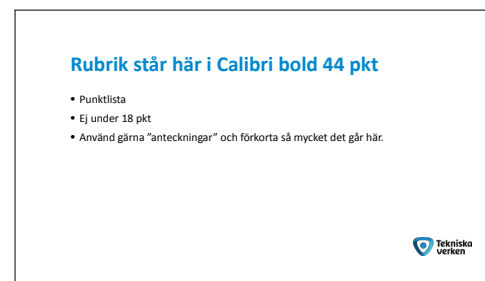 Rubrik står här i Calibri bold 44 pkt
• Punktlista
• Ej under 18 pkt
• Använd gärna ”anteckningar” och förkorta så mycket det går här.
Tekniska
verken